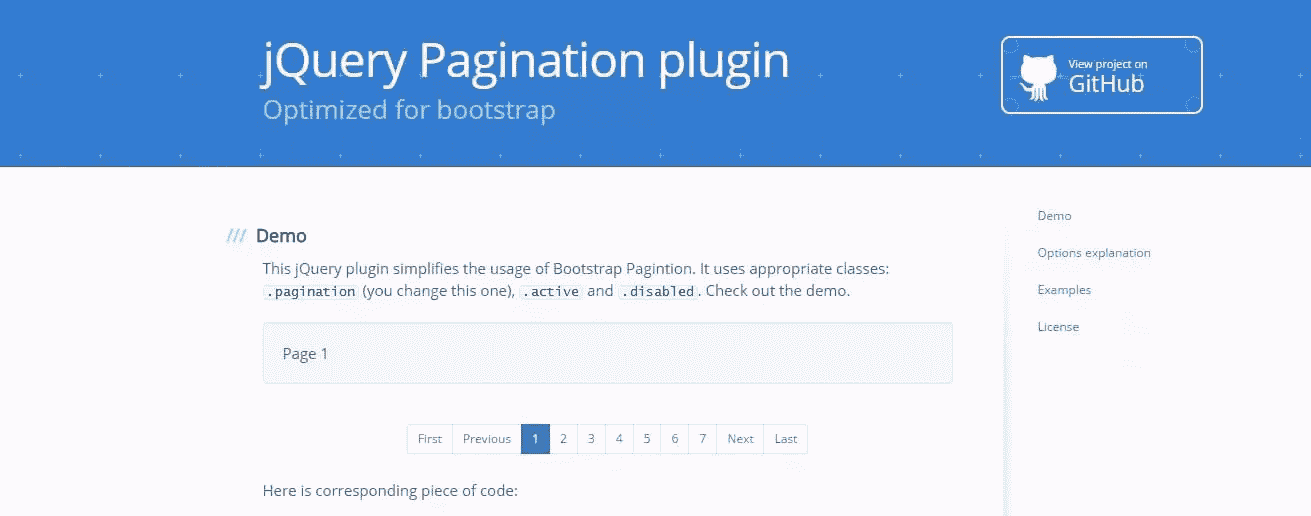 jQuery Pagination plugin
Optimized for bootstrap
View project on
GitHub
Demo
This jQuery plugin simplifies the usage of Bootstrap Pagintion. It uses appropriate classes:
.pagination (you change this one), .active and .disabled. Check out the demo.
Page 1
First Previous 1 2 3 4 5 6 7 Next Last
Here is corresponding piece of code:
Demo
Options explanation
Examples
License